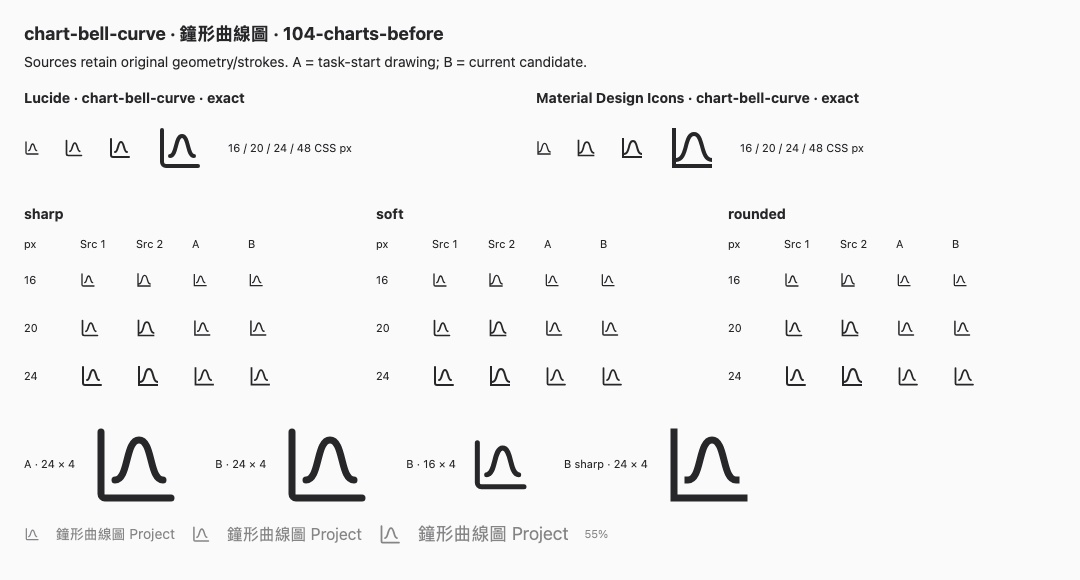 chart-bell-curve · 鐘形曲線圖 · 104-charts-before
Sources retain original geometry/strokes. A = task-start drawing; B = current candidate.
Lucide · chart-bell-curve · exact
Material Design Icons · chart-bell-curve · exact
16 / 20 / 24 / 48 CSS px
16 / 20 / 24 / 48 CSS px
sharp
soft
rounded
px Src 1 Src 2 A B
px Src 1 Src 2 A B
px Src 1 Src 2 A B
16
16
16
20
20
20
24
24
24
A · 24 × 4
B · 24 × 4
B · 16 × 4
B sharp · 24 × 4
鐘形曲線圖 Project
鐘形曲線圖 Project
鐘形曲線圖 Project
55%